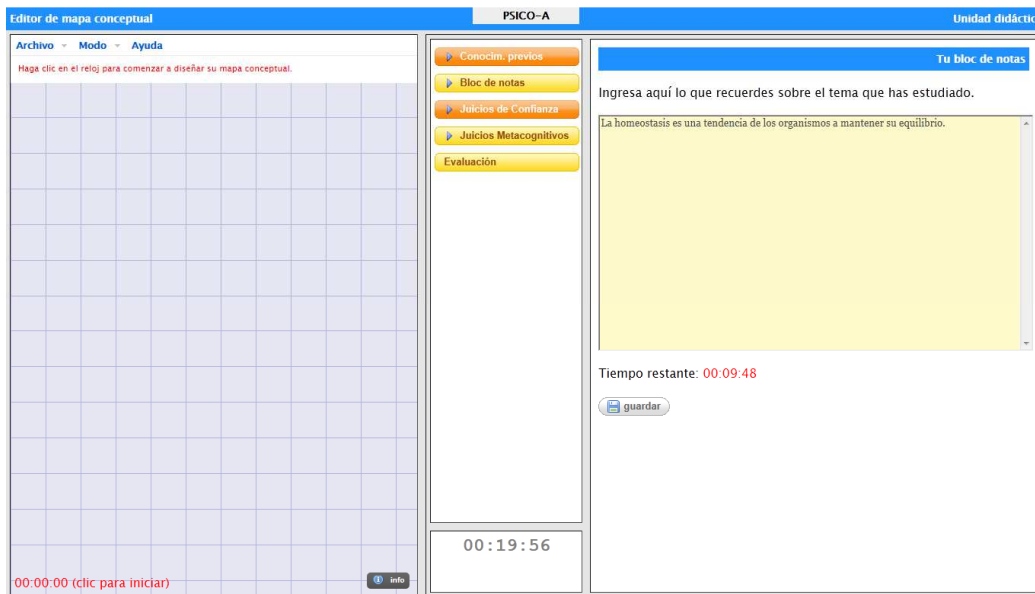 Editor de mapa conceptual
PSICO-A
Unidad didáctic
Archivo Modo Ayuda
Haga clic en el reloj para comenzar a diseñar su mapa conceptual.
00:00:00 (clic para iniciar)
info
Conocim. previos
Bloc de notas
Juicios de Confianza
Juicios Metacognitivos
Evaluación
00:19:56
Tu bloc de notas
Ingresa aquí lo que recuerdes sobre el tema que has estudiado.
La homeostasis es una tendencia de los organismos a mantener su equilibrio.
Tiempo restante: 00:09:48
guardar